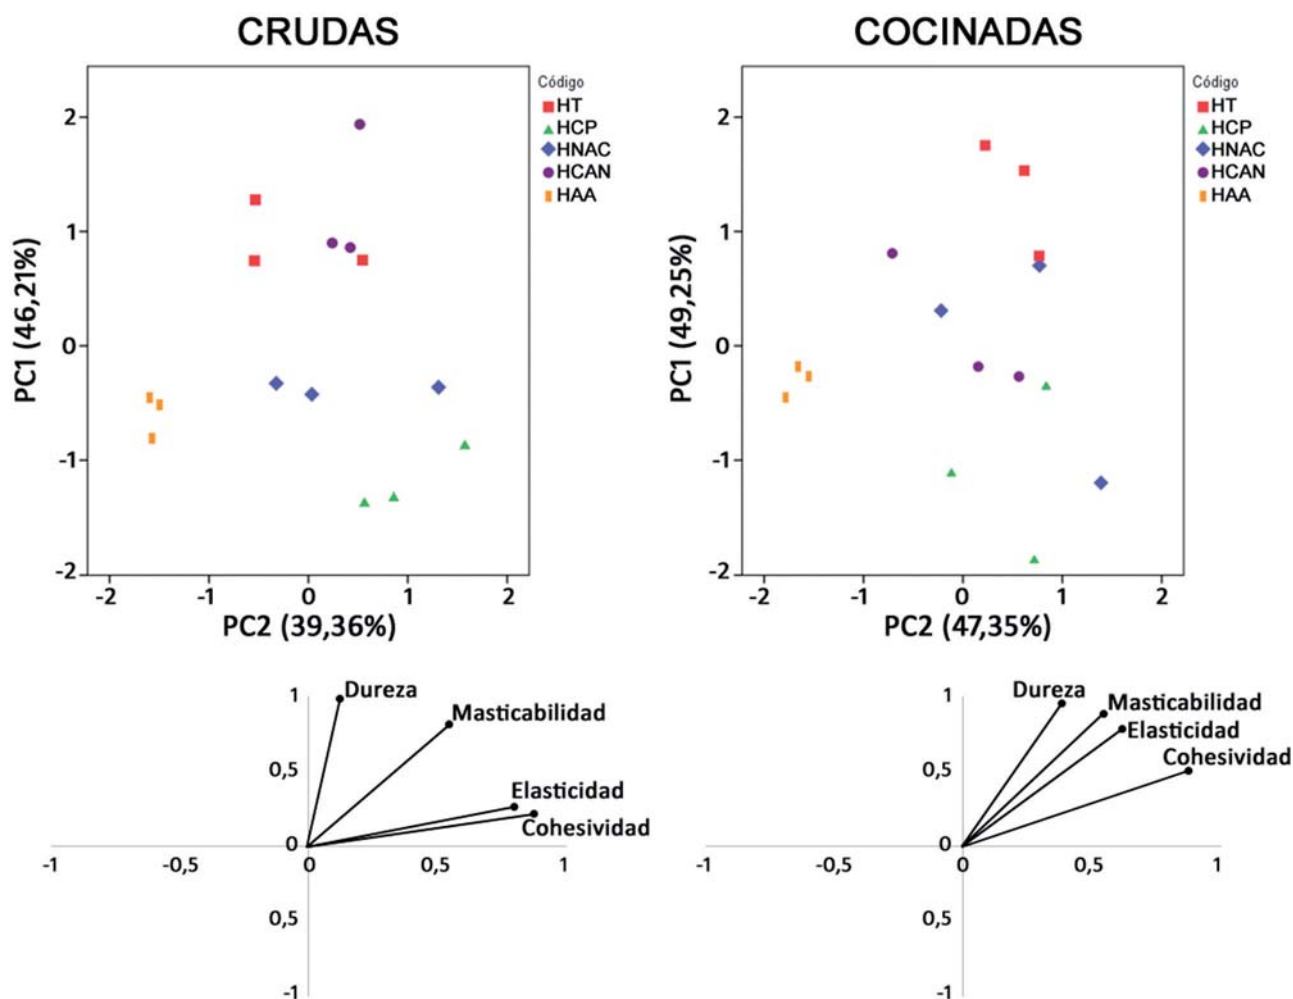 CRUDAS
Código
HT
HCP
HNAC
HCAN
HAA
PC1 (46,21%)
2
1
0
-1
-2
-2
-1
0
1
2
PC2 (39,36%)
COCINADAS
Código
HT
HCP
HNAC
HCAN
HAA
PC1 (49,25%)
2
1
0
-1
-2
-2
-1
0
1
2
PC2 (47,35%)
1
Dureza
Masticabilidad
0,5
Elasticidad
Cohesividad
0
-1
-0,5
0
0,5
1
0,5
-1
1
Dureza
Masticabilidad
Elasticidad
Cohesividad
0,5
0
-1
-0,5
0
0,5
1
0,5
-1